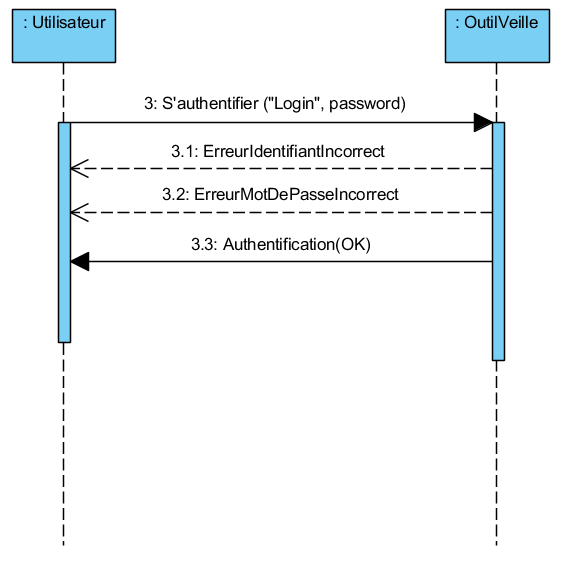 : Utilisateur
: OutilVeille
3: S'authentifier ("Login", password)
3.1: ErreurIdentifiantIncorrect
3.2: ErreurMotDePasseIncorrect
3.3: Authentification(OK)